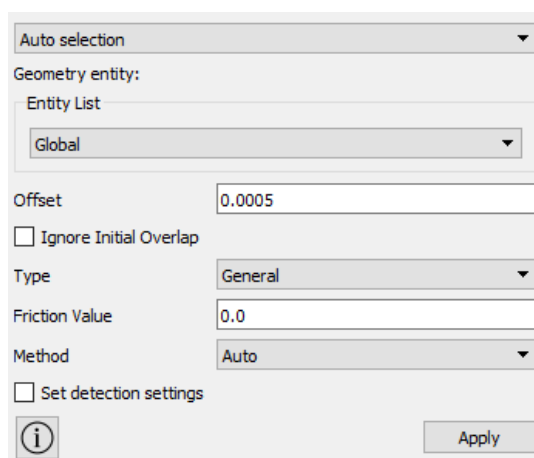 Auto selection
Geometry entity:
Entity List
Global
Offset 0.0005
Ignore Initial Overlap
Type General
Friction Value 0.0
Method Auto
Set detection settings
Apply